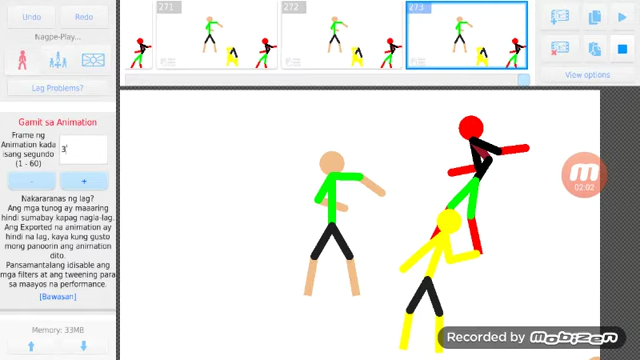 Undo Redo
271
272
273
Nagpe-Play...
Lag Problems?
View options
Gamit sa Animation
Frame ng
Animation kada
isang segundo
(1 - 60)
3
- +
Nakararanas ng lag?
Ang mga tunog ay maaaring
hindi sumabay kapag nagla-lag.
Ang Exported na animation ay
hindi na lag, kaya kung gusto
mong panoorin ang animation
dito.
Pansamantalang idisable ang
mga filters at ang tweening para
sa maayos na performance.
[Bawasan]
Memory: 33MB
02:02
Recorded by Mobizen